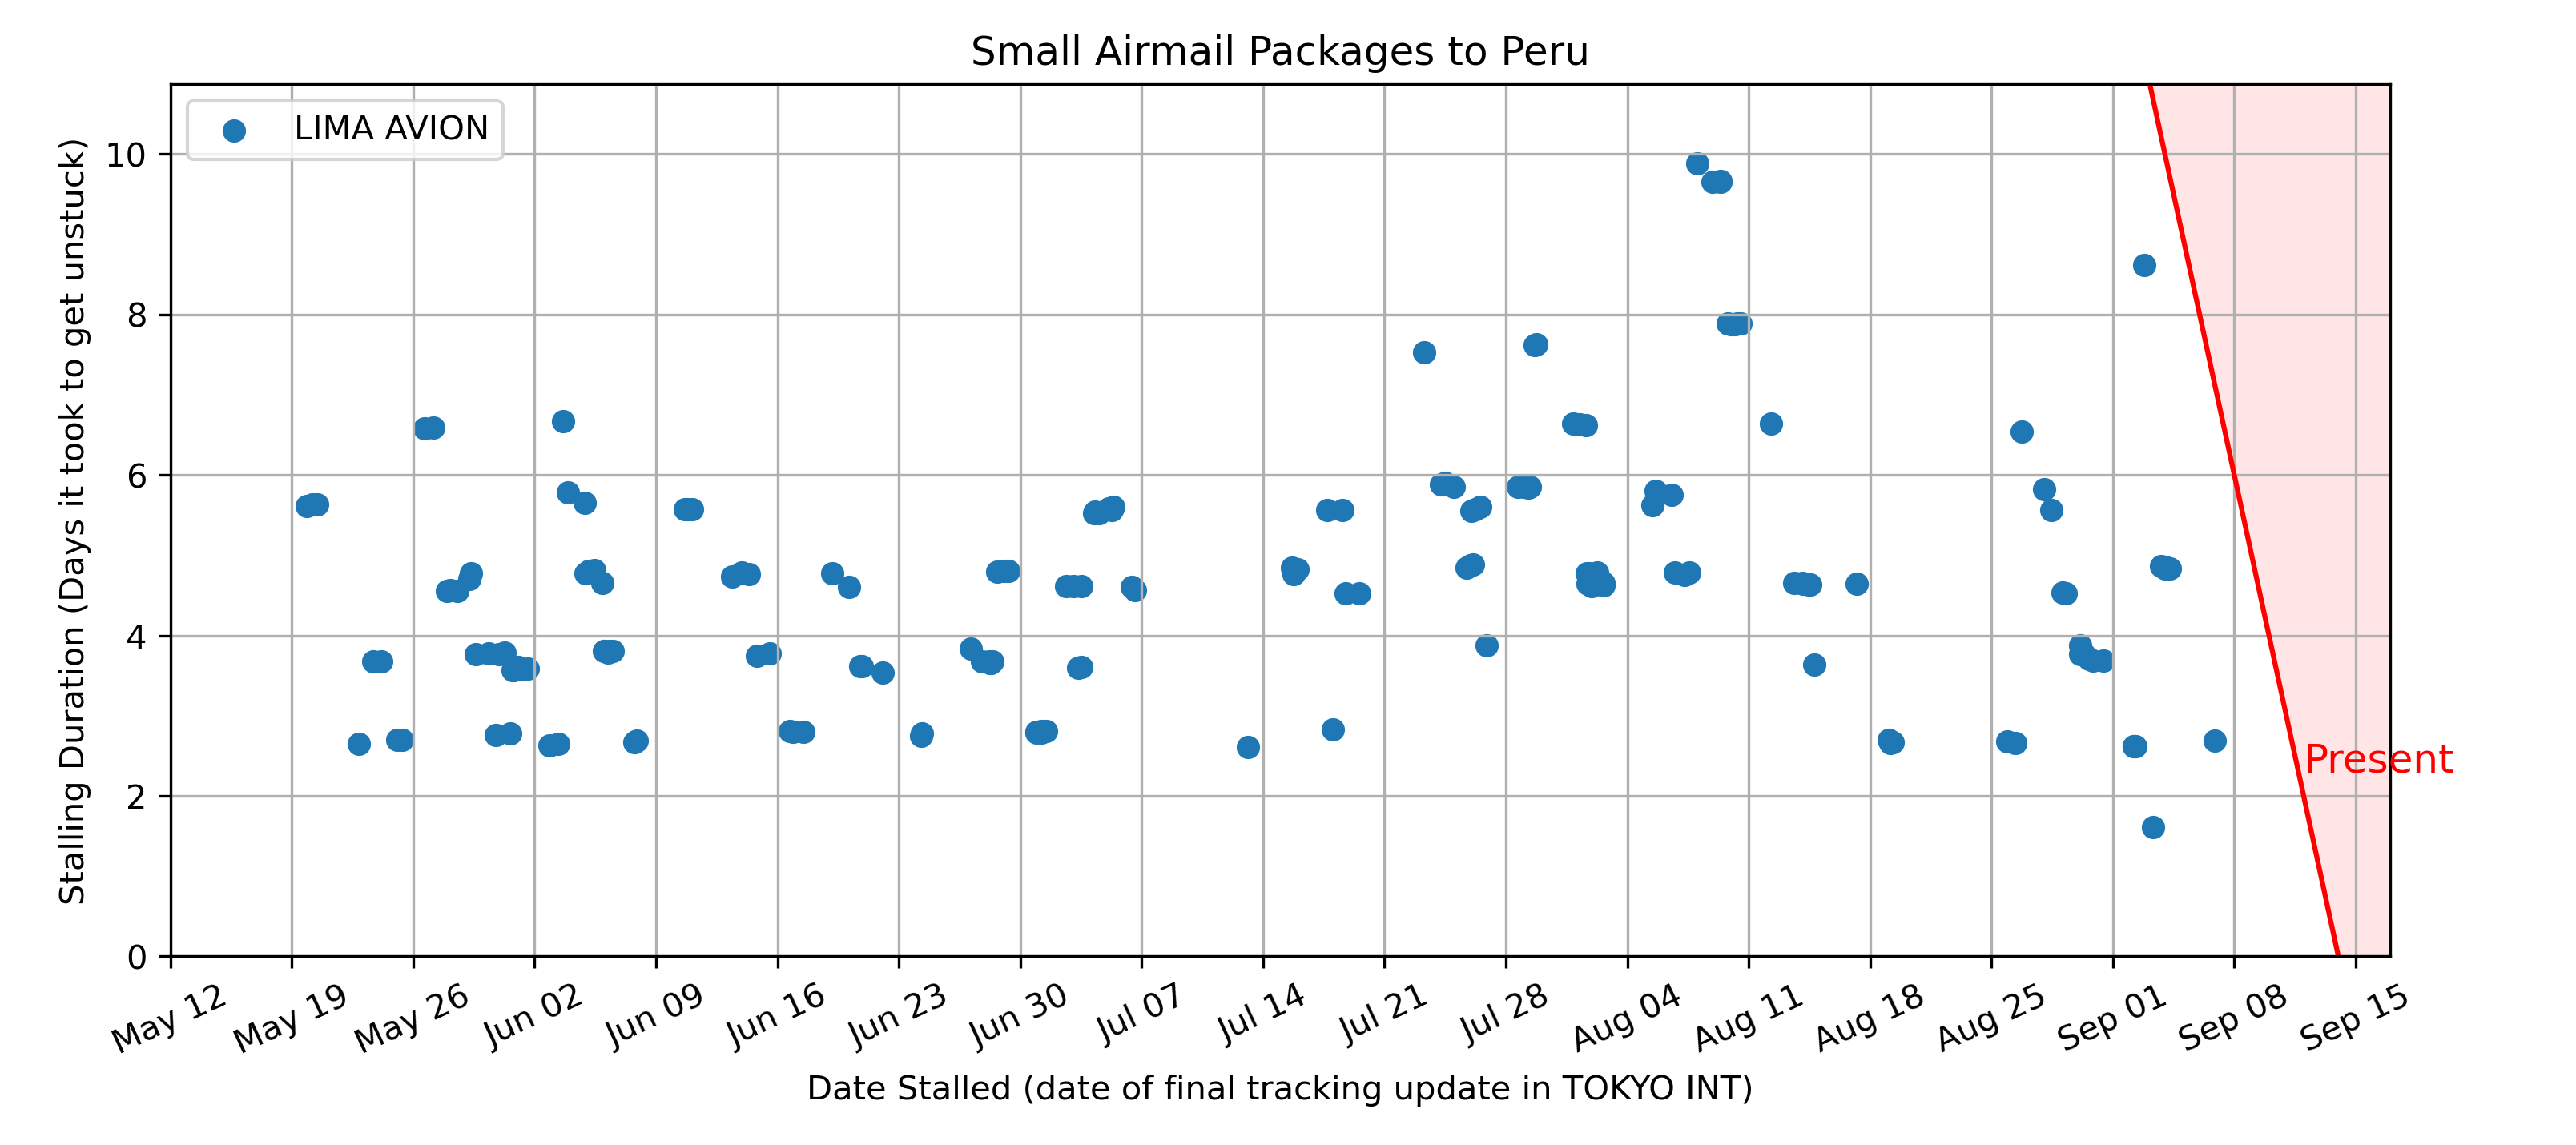 Small Airmail Packages to Peru
LIMA AVION
Stalling Duration (Days it took to get unstuck)
10
8
6
4
2
0
Present
May 12
May 19
May 26
Jun 02
Jun 09
Jun 16
Jun 23
Jun 30
Jul 07
Jul 14
Jul 21
Jul 28
Aug 04
Aug 11
Aug 18
Aug 25
Sep 01
Sep 08
Sep 15
Date Stalled (date of final tracking update in TOKYO INT)